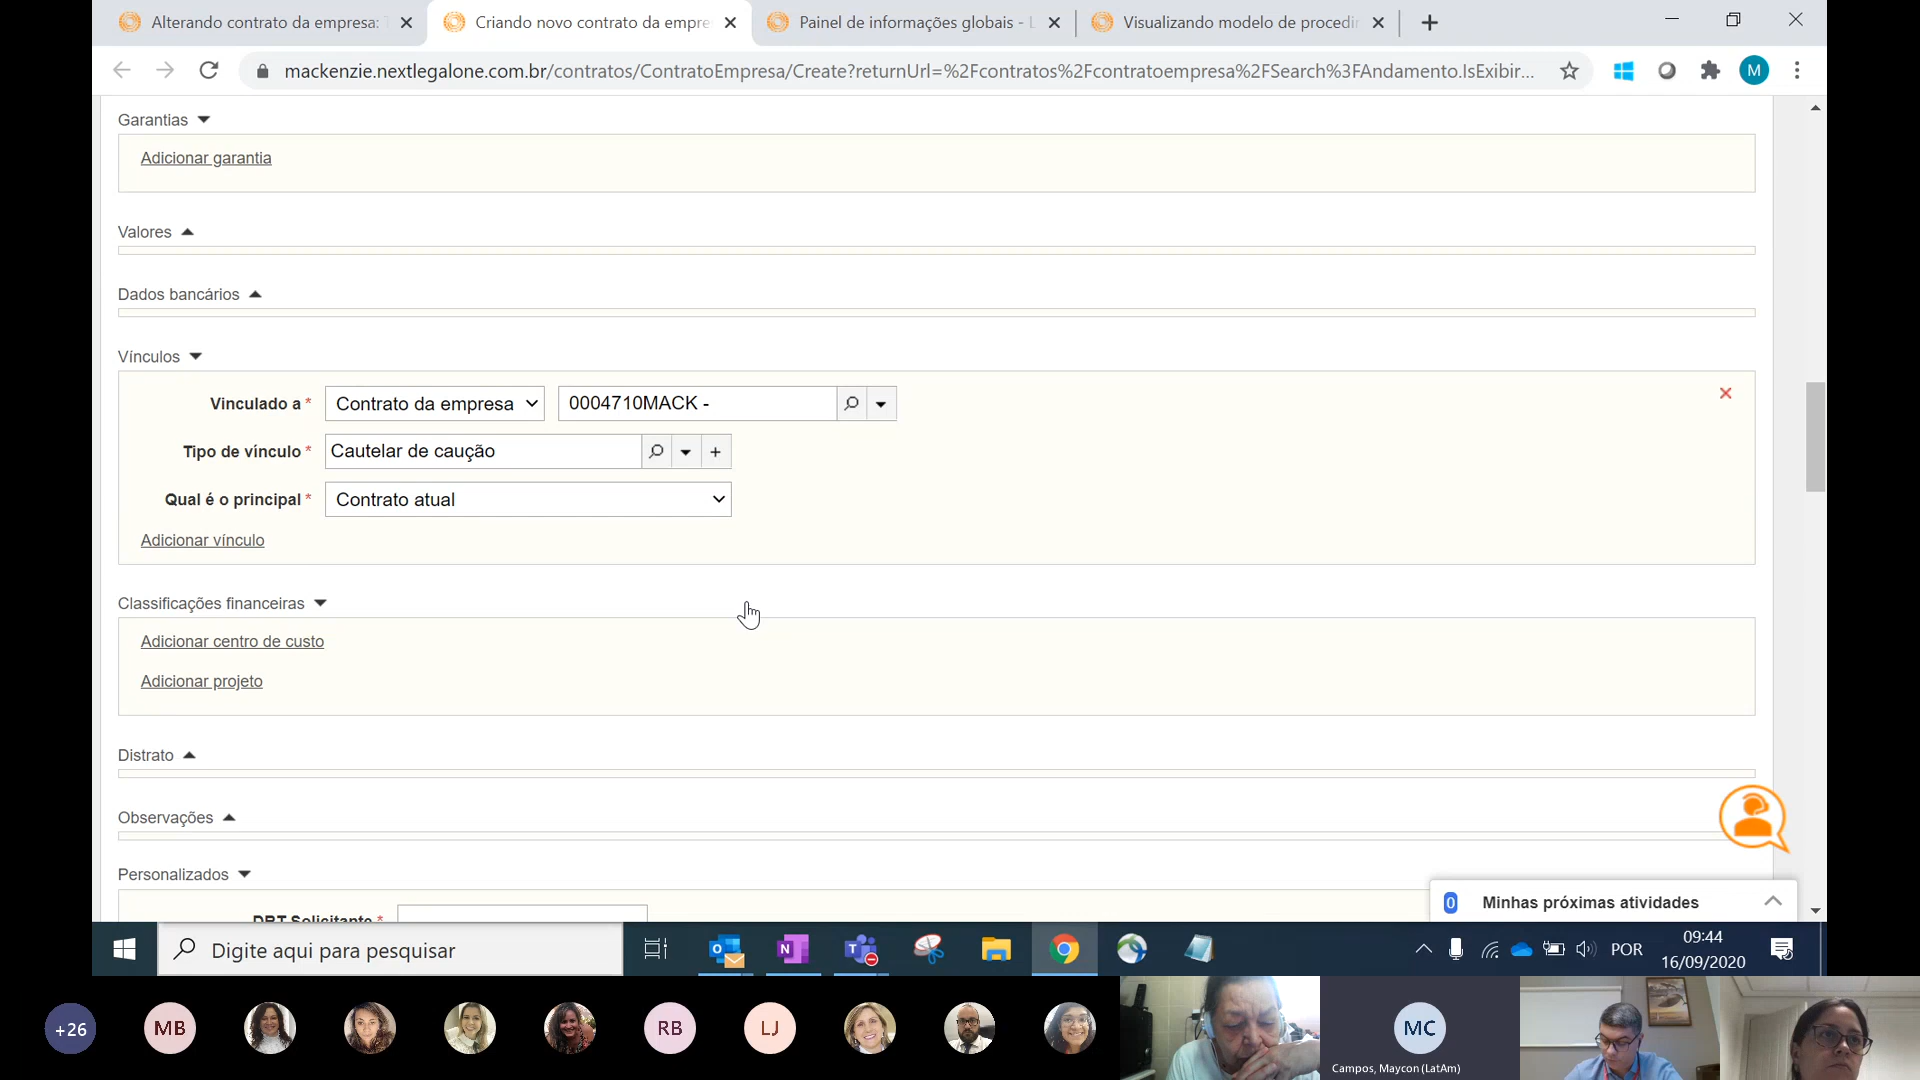 Alterando contrato da empresa:
Criando novo contrato da empre
Painel de informações globais - L
Visualizando modelo de procedi
mackenzie.nextlegalone.com.br/contratos/ContratoEmpresa/Create?returnUrl=%2Fcontratos%2Fcontratoempresa%2FSearch%3FAndamento.IsExibir...
M
Garantias
Adicionar garantia
Valores
Dados bancários
Vínculos
Vinculado a * Contrato da empresa 0004710MACK -
Tipo de vínculo * Cautelar de caução +
Qual é o principal * Contrato atual
Adicionar vínculo
Classificações financeiras
Adicionar centro de custo
Adicionar projeto
Distrato
Observações
Personalizados
DRT Solicitante *
0 Minhas próximas atividades
Digite aqui para pesquisar
POR
09:44
16/09/2020
+26
MB
RB
LJ
MC
Campos, Maycon (LatAm)